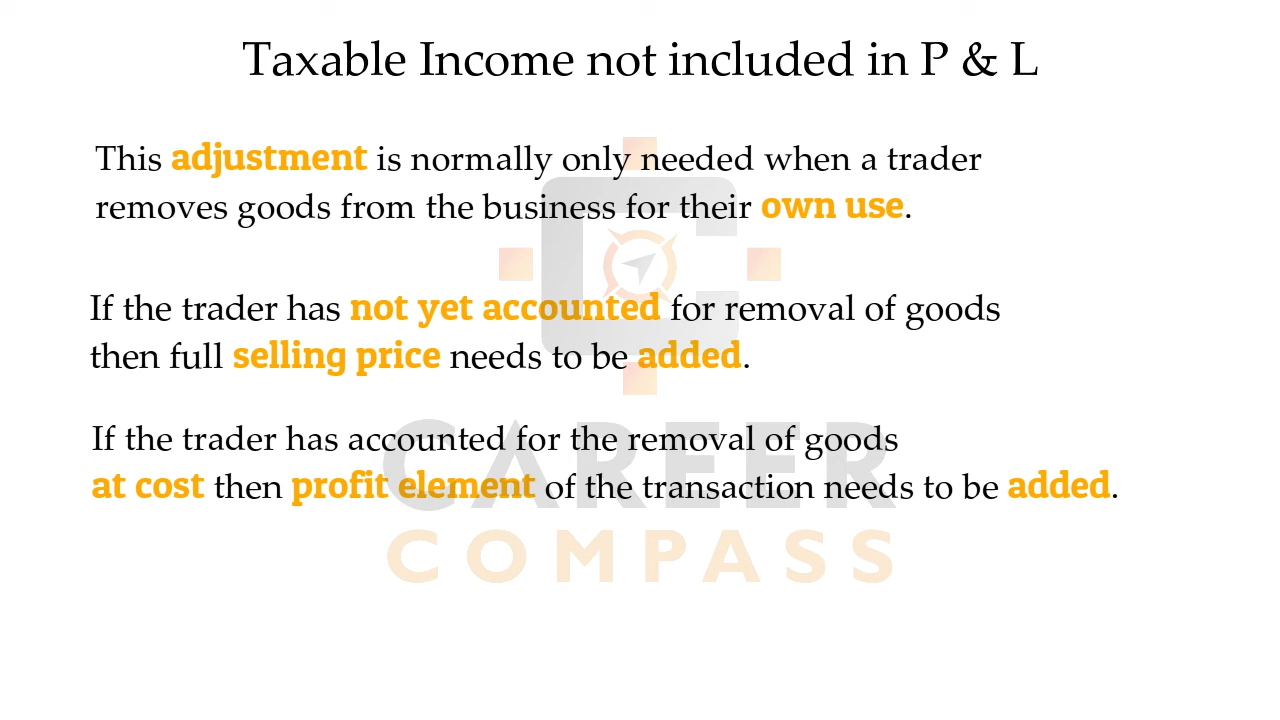 Taxable Income not included in P & L
This adjustment is normally only needed when a trader
removes goods from the business for their own use.
If the trader has not yet accounted for removal of goods
then full selling price needs to be added.
If the trader has accounted for the removal of goods
at cost then profit element of the transaction needs to be added.
CAREER
COMPASS